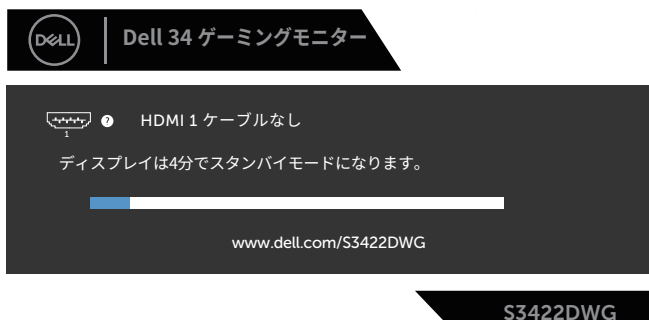 DELL
Dell 34 ゲーミングモニター
? HDMI 1 ケーブルなし
1
ディスプレイは4分でスタンバイモードになります。
www.dell.com/S3422DWG
S3422DWG